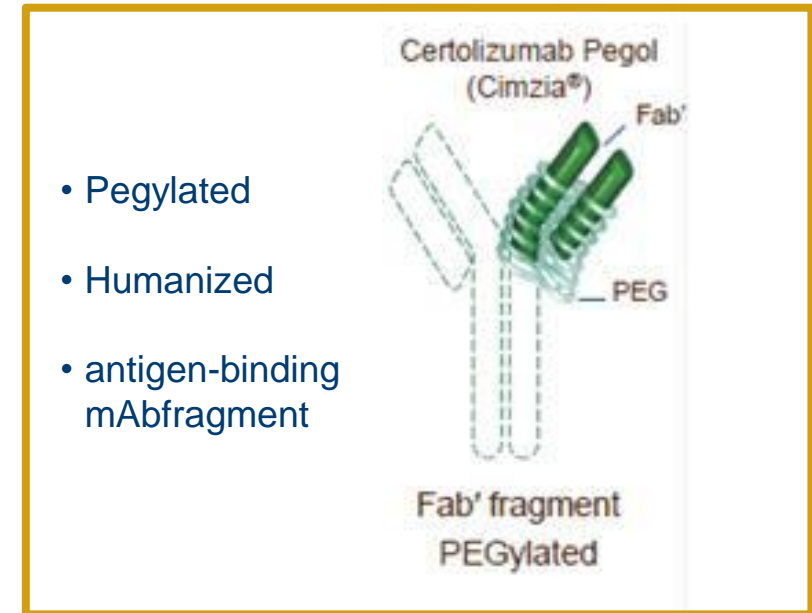 • Pegylated
• Humanized
• antigen-binding
mAbfragment
Certolizumab Pegol
(Cimzia®)
Fab'
PEG
Fab' fragment
PEGylated